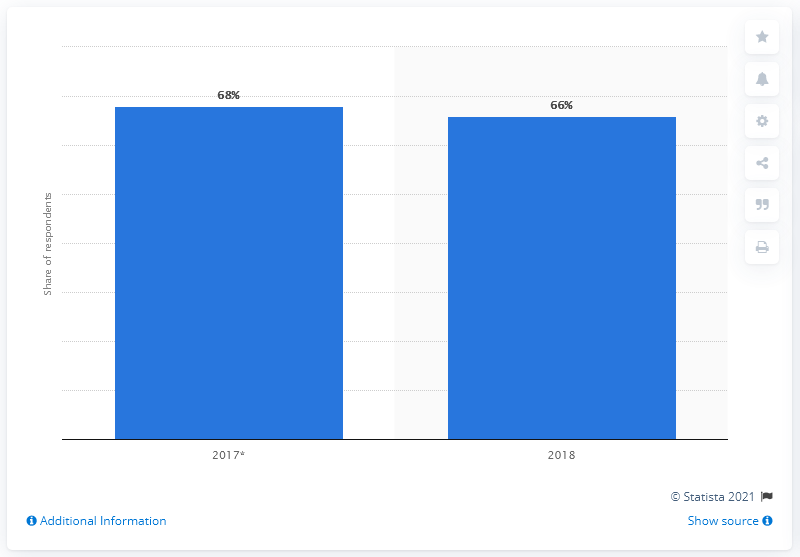 68%
66%
Share of respondents
2017*
2018
© Statista 2021
Additional Information
Show source